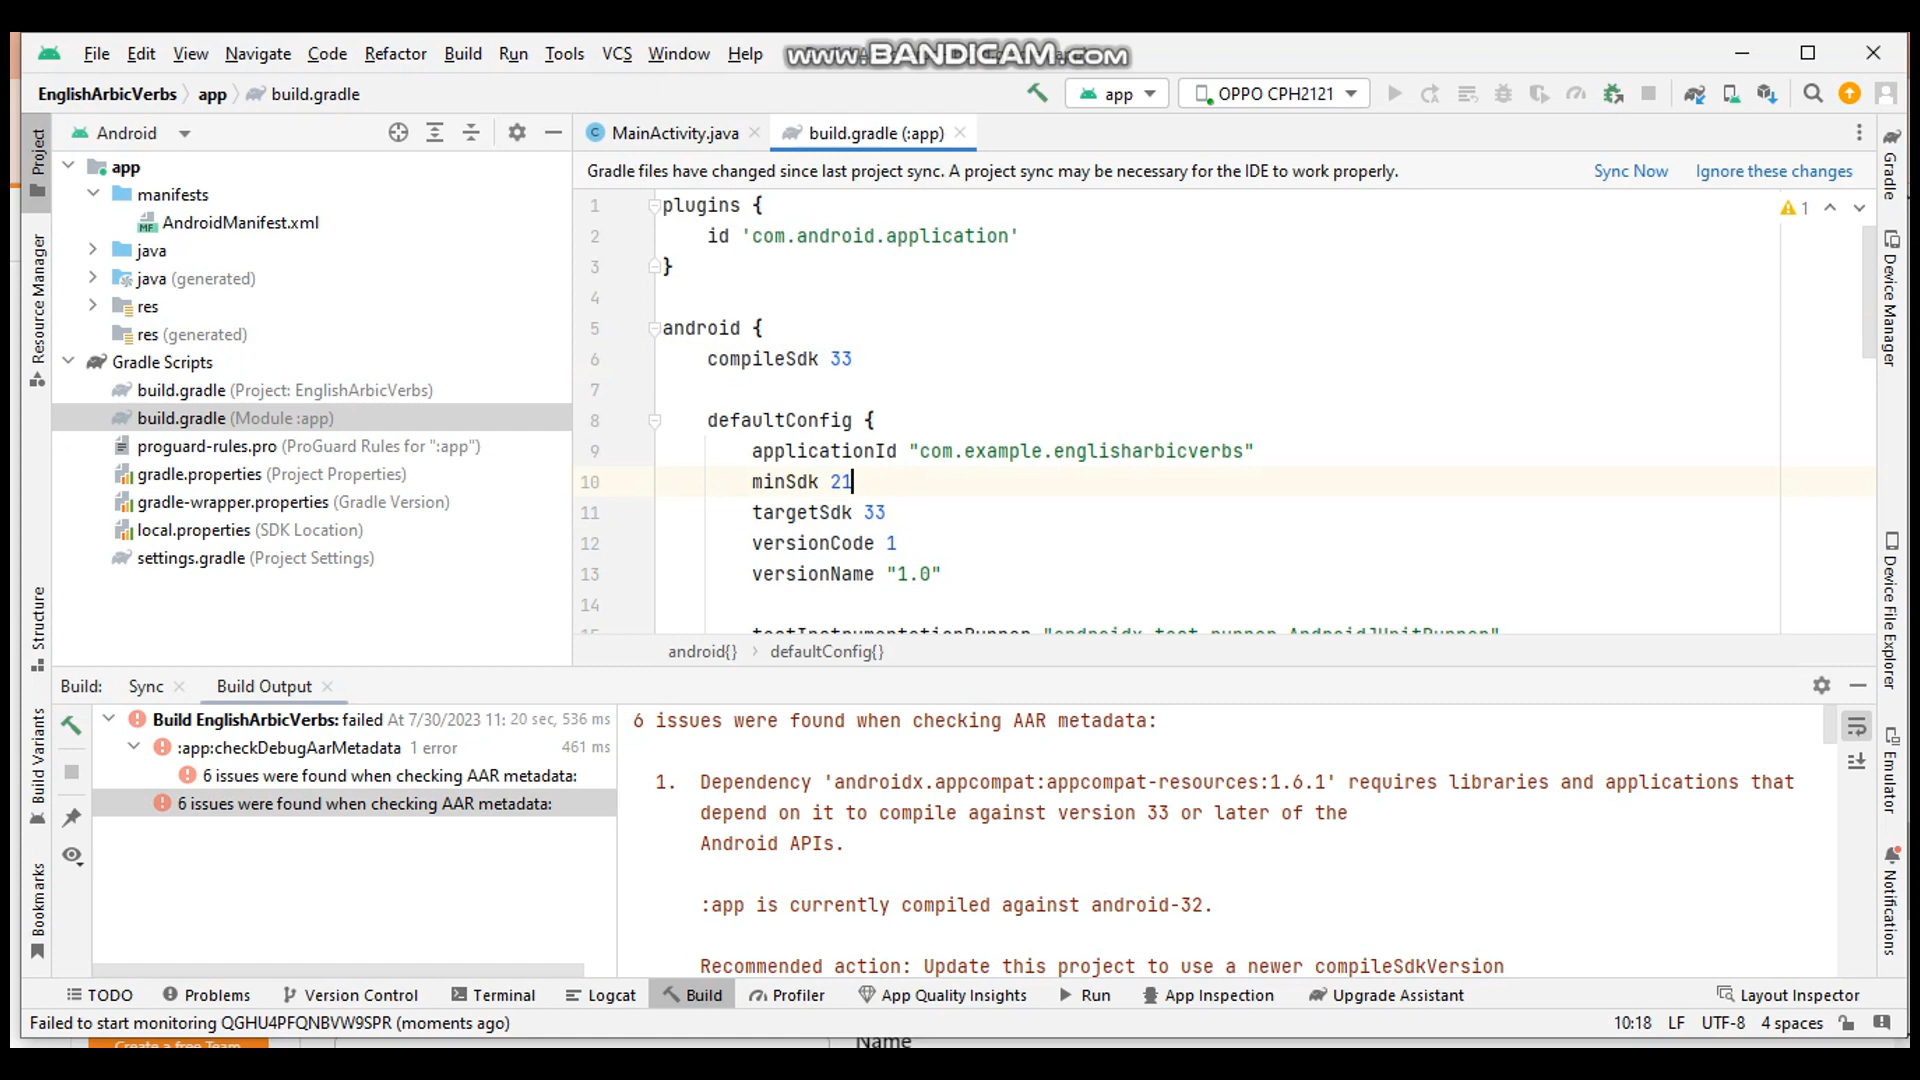 File Edit View Navigate Code Refactor Build Run Tools VCS Window Help
www.BANDICAM.com
EnglishArbicVerbs app build.gradle
app OPPO CPH2121
Project
Resource Manager
Structure
Build Variants
Bookmarks
Android
app
manifests
AndroidManifest.xml
java
java (generated)
res
res (generated)
Gradle Scripts
build.gradle (Project: EnglishArbicVerbs)
build.gradle (Module :app)
proguard-rules.pro (ProGuard Rules for ":app")
gradle.properties (Project Properties)
gradle-wrapper.properties (Gradle Version)
local.properties (SDK Location)
settings.gradle (Project Settings)
MainActivity.java build.gradle (:app)
Gradle files have changed since last project sync. A project sync may be necessary for the IDE to work properly. Sync Now Ignore these changes
1
1 plugins {
2 id 'com.android.application'
3 }
4
5 android {
6 compileSdk 33
7
8 defaultConfig {
9 applicationId "com.example.englisharbicverbs"
10 minSdk 21
11 targetSdk 33
12 versionCode 1
13 versionName "1.0"
14
15 testInstrumentationRunner "androidx.test.runner.AndroidJUnitRunner"
android{} defaultConfig{}
Gradle
Device Manager
Device File Explorer
Emulator
Notifications
Build: Sync Build Output
Build EnglishArbicVerbs: failed At 7/30/2023 11: 20 sec, 536 ms
:app:checkDebugAarMetadata 1 error 461 ms
6 issues were found when checking AAR metadata:
6 issues were found when checking AAR metadata:
6 issues were found when checking AAR metadata:
1. Dependency 'androidx.appcompat:appcompat-resources:1.6.1' requires libraries and applications that
depend on it to compile against version 33 or later of the
Android APIs.
:app is currently compiled against android-32.
Recommended action: Update this project to use a newer compileSdkVersion
TODO Problems Version Control Terminal Logcat Build Profiler App Quality Insights Run App Inspection Upgrade Assistant Layout Inspector
Failed to start monitoring QGHU4PFQNBVW9SPR (moments ago) 10:18 LF UTF-8 4 spaces
Create a free Team
Name